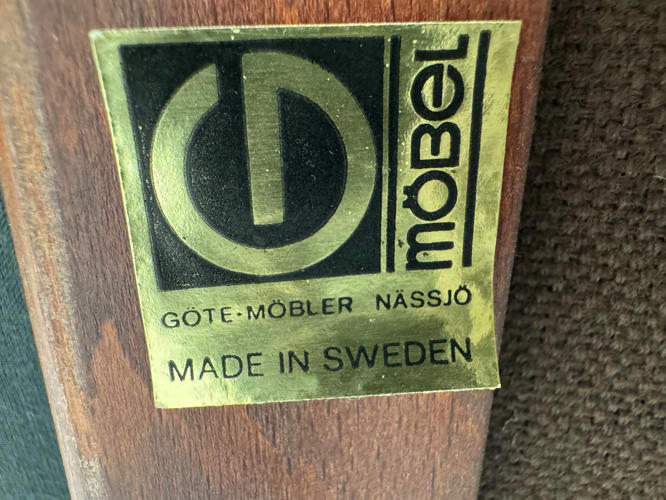 möbel
GÖTE-MÖBLER NÄSSJÖ
MADE IN SWEDEN